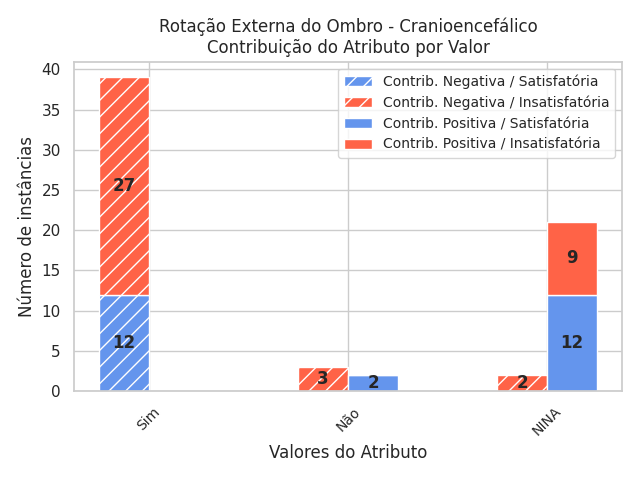 Rotação Externa do Ombro - Cranioencefálico
Contribuição do Atributo por Valor
Número de instâncias
40
35
30
25
20
15
10
5
0
Contrib. Negativa / Satisfatória
Contrib. Negativa / Insatisfatória
Contrib. Positiva / Satisfatória
Contrib. Positiva / Insatisfatória
27
12
3
2
2
9
12
Sim
Não
NINA
Valores do Atributo